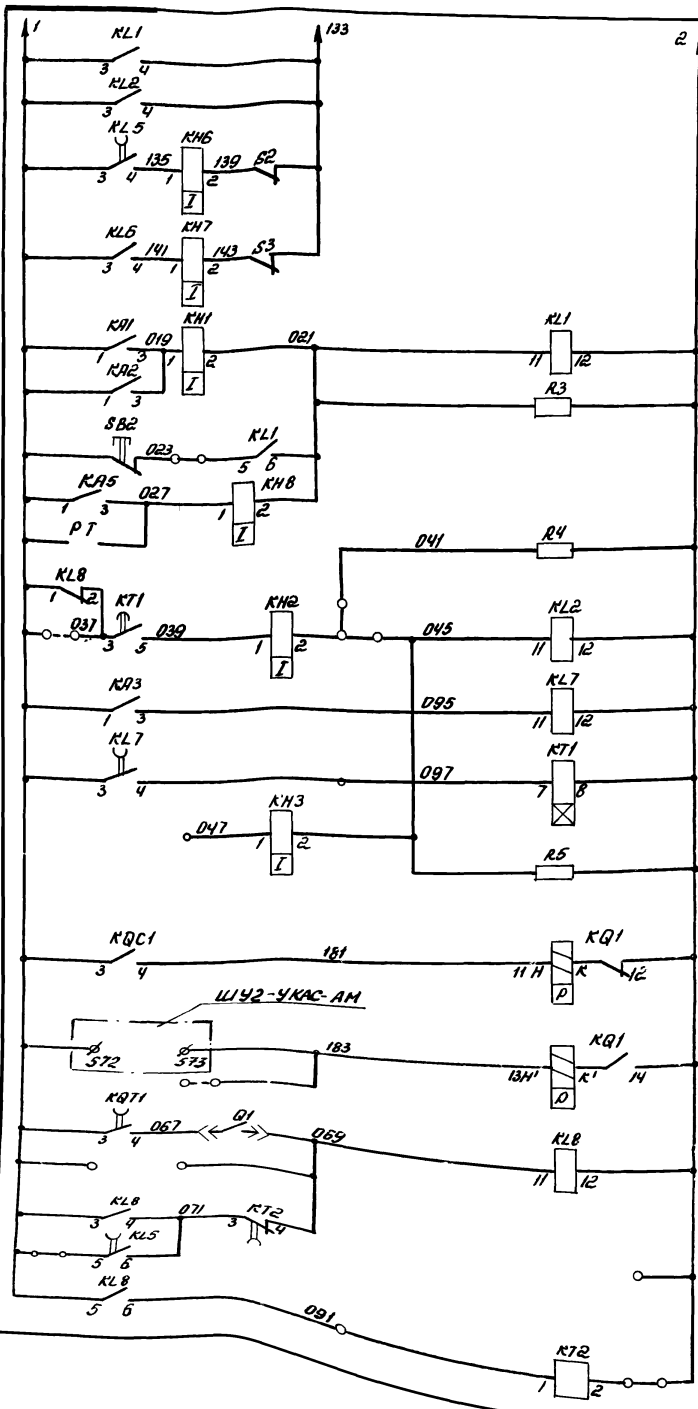 1 133 2
KL1
3 4
KL2
3 4
KL5 KH6
3 4 135 1 2 139 S2
I
KL6 KH7
3 4 141 1 2 143 S3
I
KA1 019 KH1 021 KL1
1 3 1 2 11 12
KA2 I R3
1 3
SB2
023 KL1
5 6
KA5 027 KH8
1 3 1 2
РТ I
041 R4
KL8
1 2 KT1 KH2
037 3 5 039 1 2 045 KL2
I 11 12
KA3 KL7
1 3 095 11 12
KL7 KT1
3 4 097 7 8
KH3
047 1 2
I R5
KQC1 181 KQ1
3 4 11Н К 12
P
ШУ2-УКАС-АМ
572 573 183 KQ1
13Н' К' 14
P
KQT1
3 4 067 Q1 069 KL8
11 12
KL8 071 KT2
3 4 3 4
KL5
5 6
KL8
5 6 091
KT2
1 2